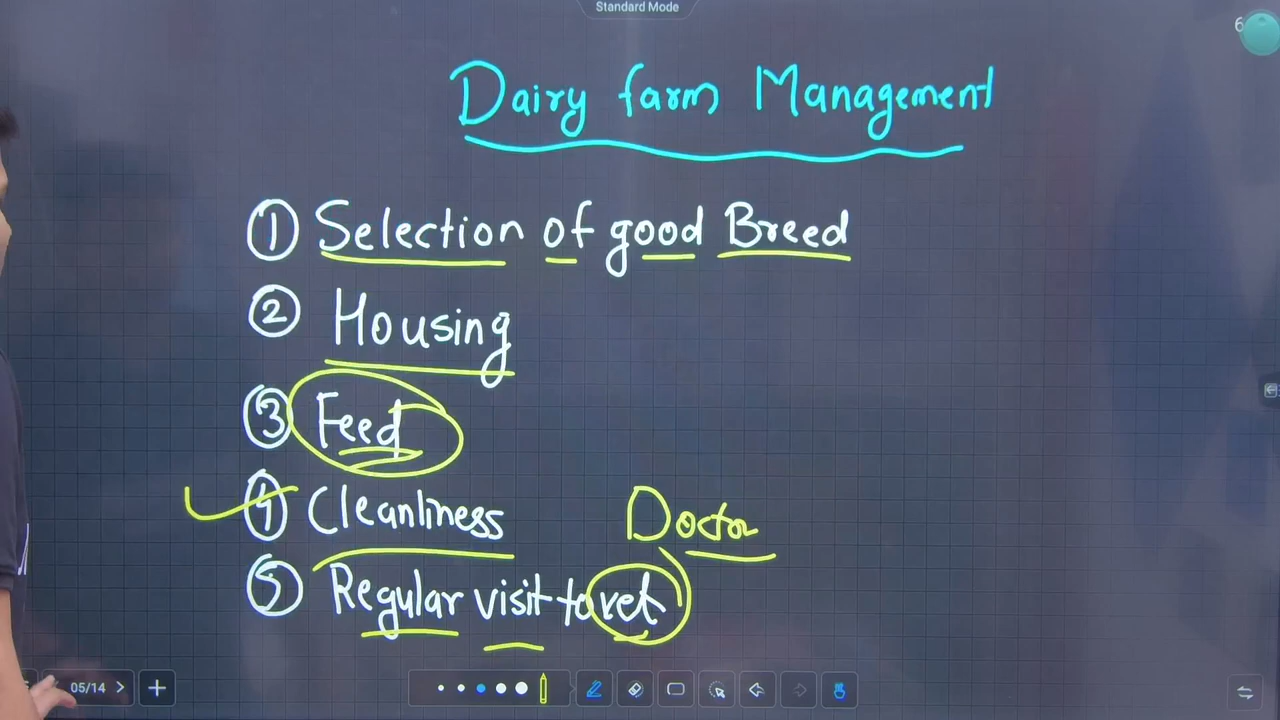 Standard Mode
6
Dairy farm Management
① Selection of good Breed
② Housing
③ Feed
④ Cleanliness
Doctor
⑤ Regular visit to vet
05/14